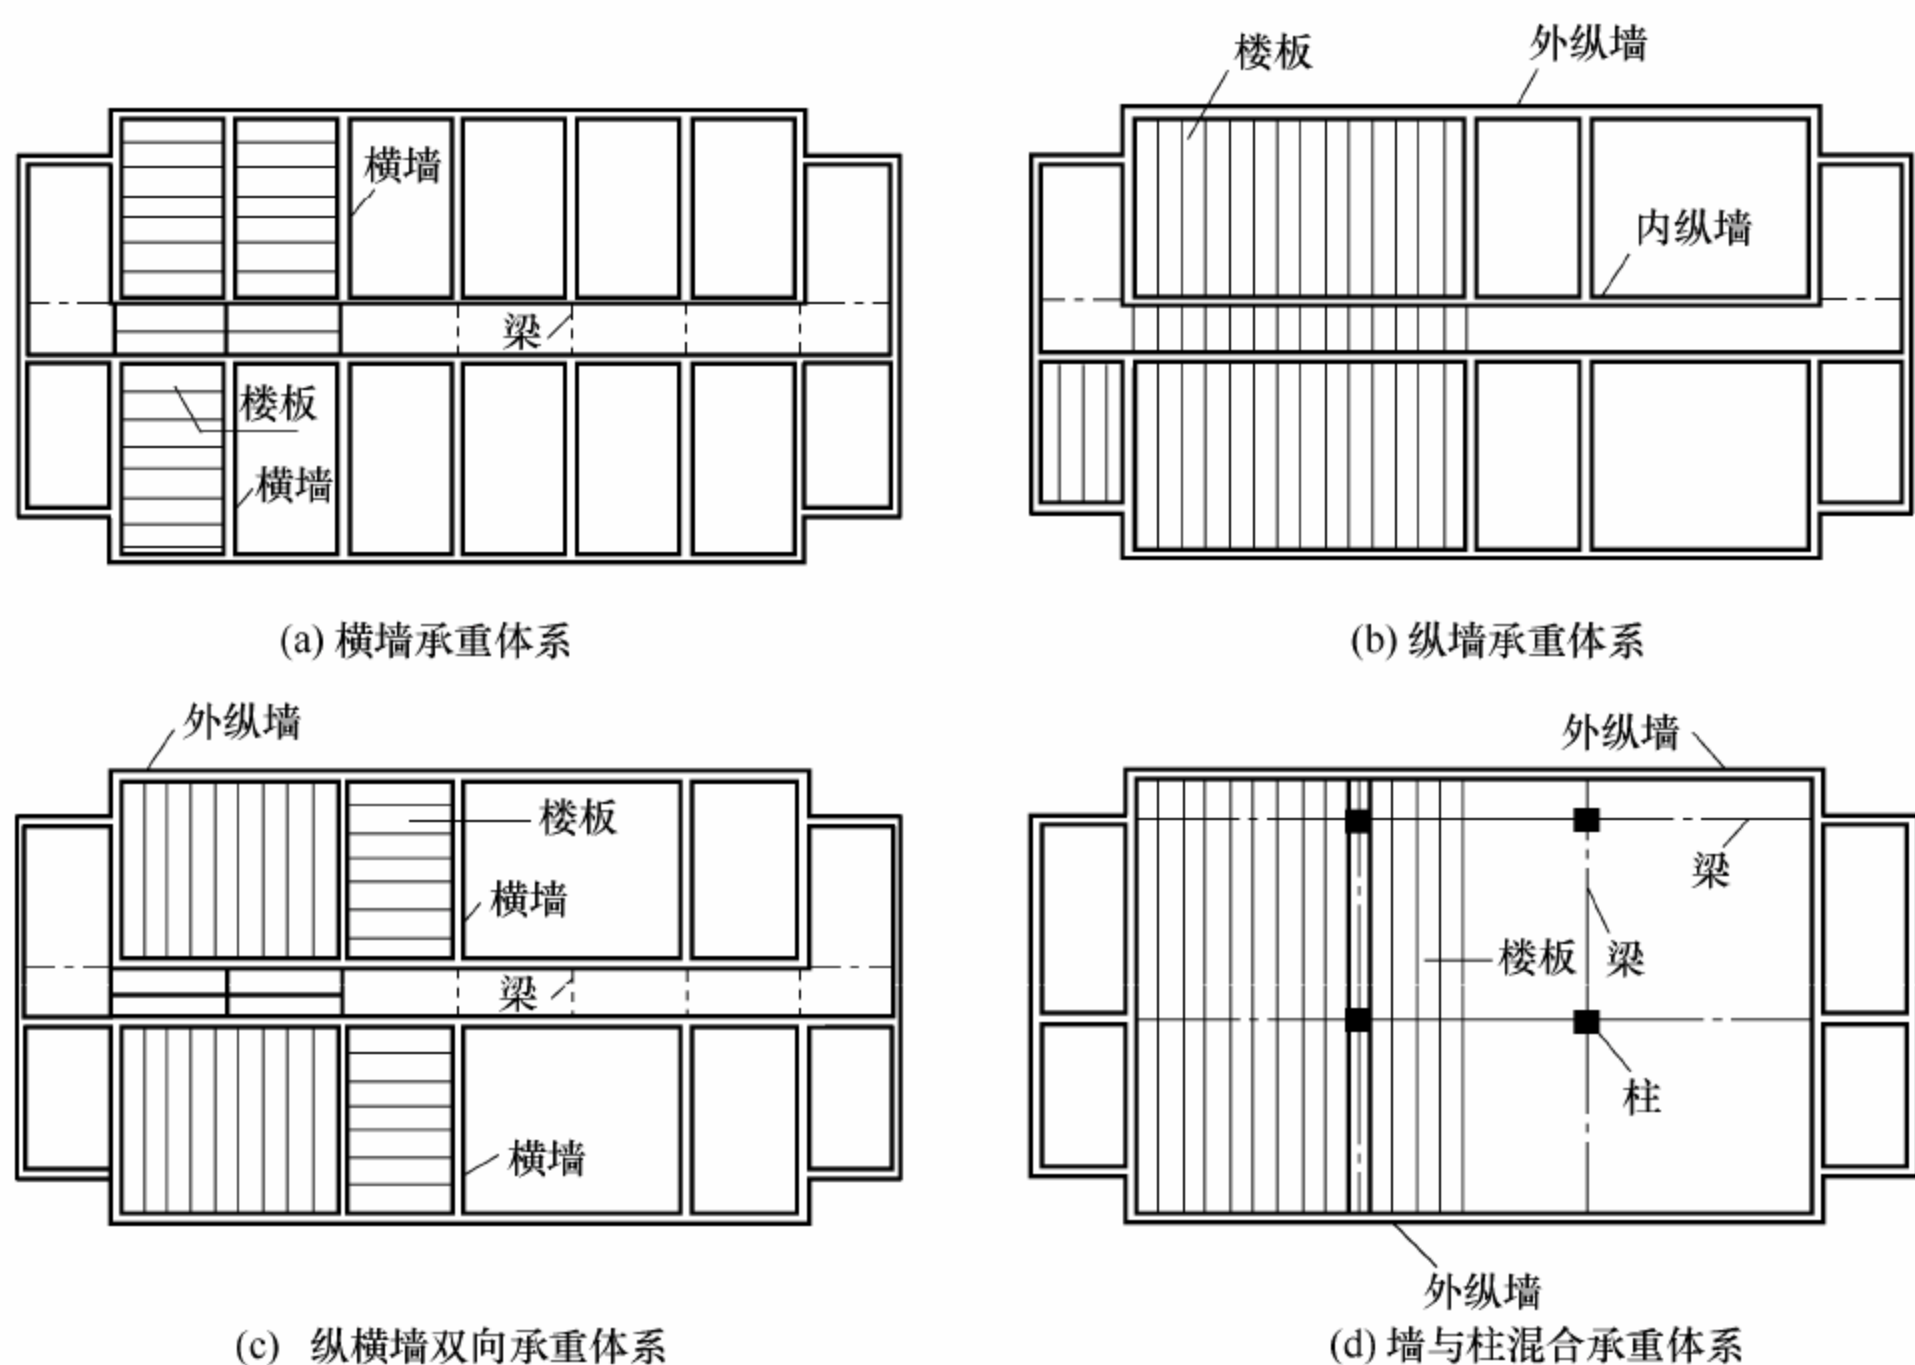 横墙
梁
楼板
横墙
(a) 横墙承重体系
楼板
外纵墙
内纵墙
(b) 纵墙承重体系
外纵墙
楼板
横墙
梁
横墙
(c) 纵横墙双向承重体系
外纵墙
梁
楼板 梁
柱
外纵墙
(d) 墙与柱混合承重体系